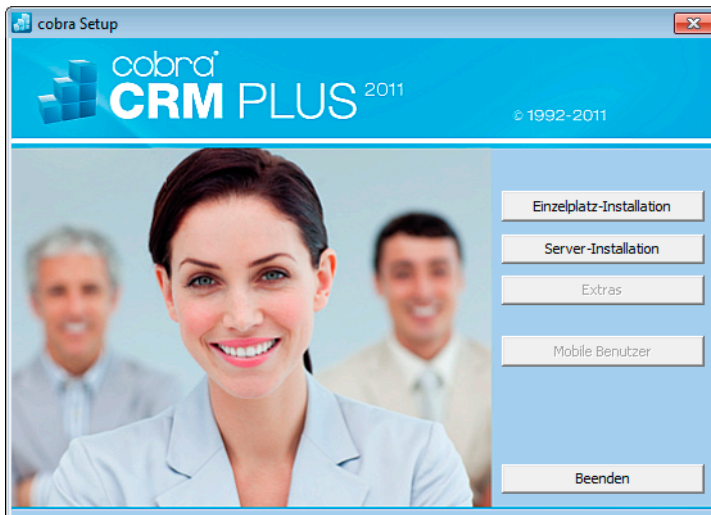 cobra Setup
cobra
CRM PLUS 2011
© 1992-2011
Einzelplatz-Installation
Server-Installation
Extras
Mobile Benutzer
Beenden